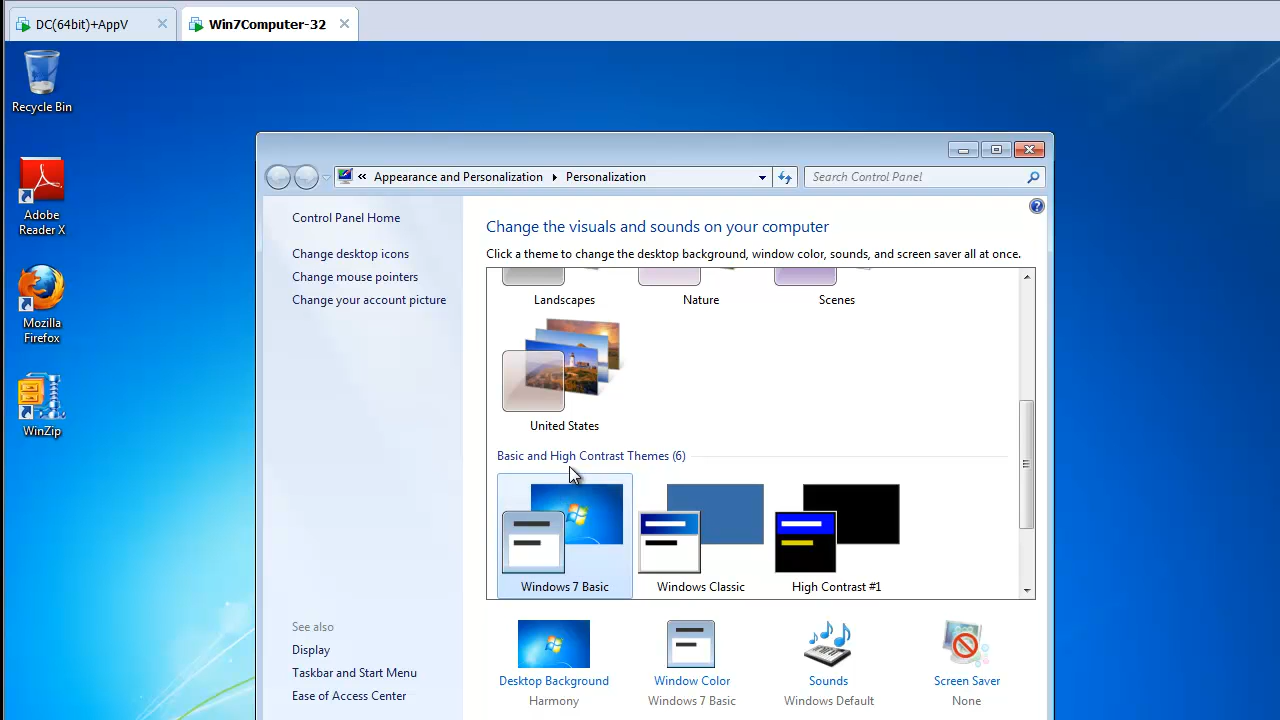 DC(64bit)+AppV
Win7Computer-32
Recycle Bin
Adobe
Reader X
Mozilla
Firefox
WinZip
« Appearance and Personalization
Personalization
Search Control Panel
Control Panel Home
Change desktop icons
Change mouse pointers
Change your account picture
See also
Display
Taskbar and Start Menu
Ease of Access Center
Change the visuals and sounds on your computer
Click a theme to change the desktop background, window color, sounds, and screen saver all at once.
Landscapes
Nature
Scenes
United States
Basic and High Contrast Themes (6)
Windows 7 Basic
Windows Classic
High Contrast #1
Desktop Background
Harmony
Window Color
Windows 7 Basic
Sounds
Windows Default
Screen Saver
None